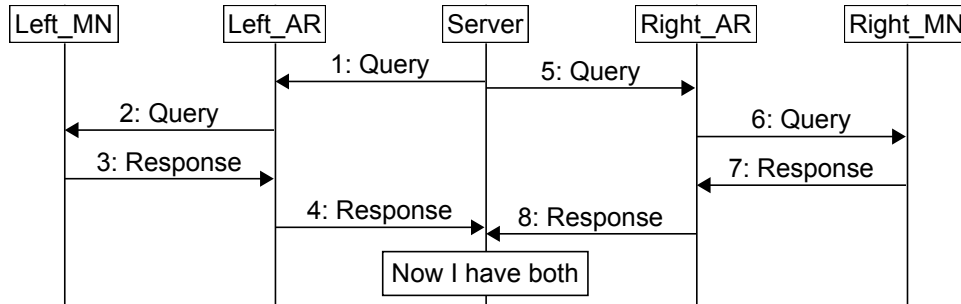 Left_MN
Left_AR
Server
Right_AR
Right_MN
1: Query
5: Query
2: Query
6: Query
3: Response
7: Response
4: Response
8: Response
Now I have both